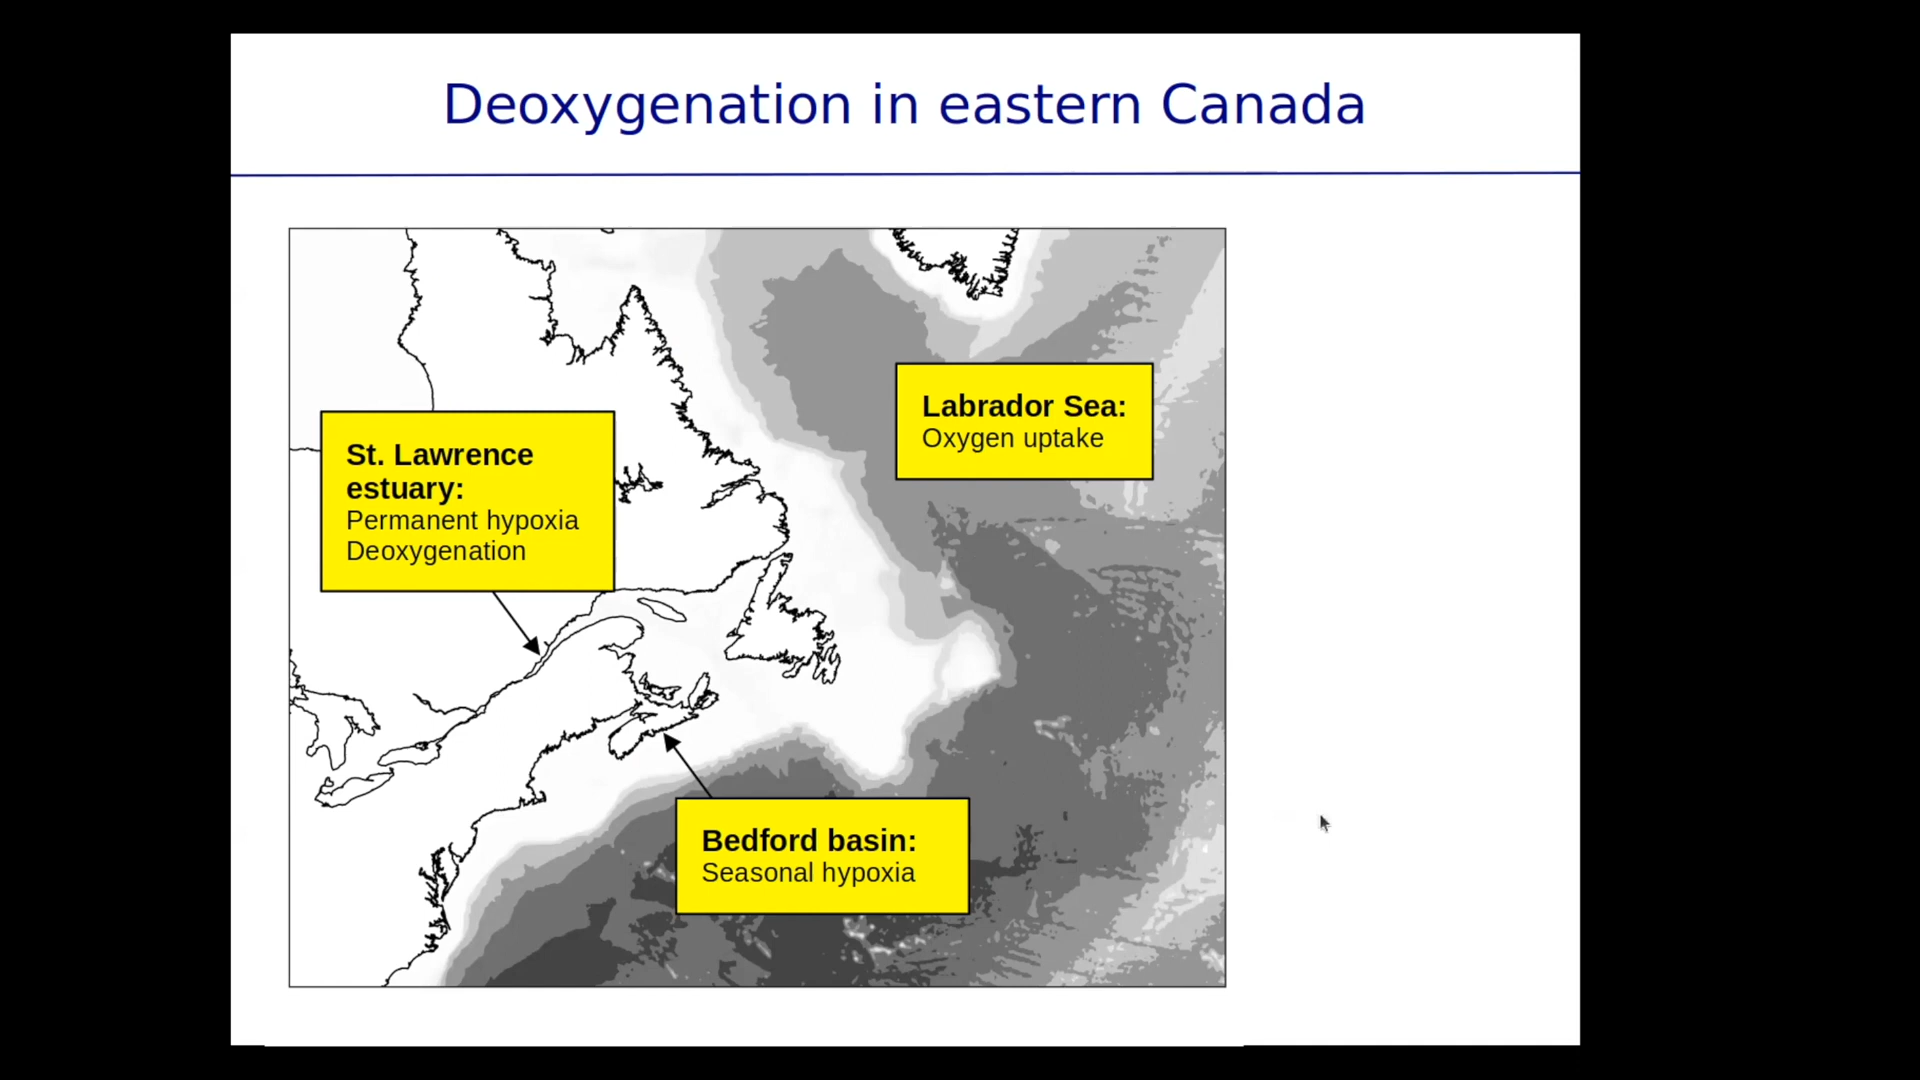 Deoxygenation in eastern Canada
Labrador Sea:
Oxygen uptake
St. Lawrence
estuary:
Permanent hypoxia
Deoxygenation
Bedford basin:
Seasonal hypoxia